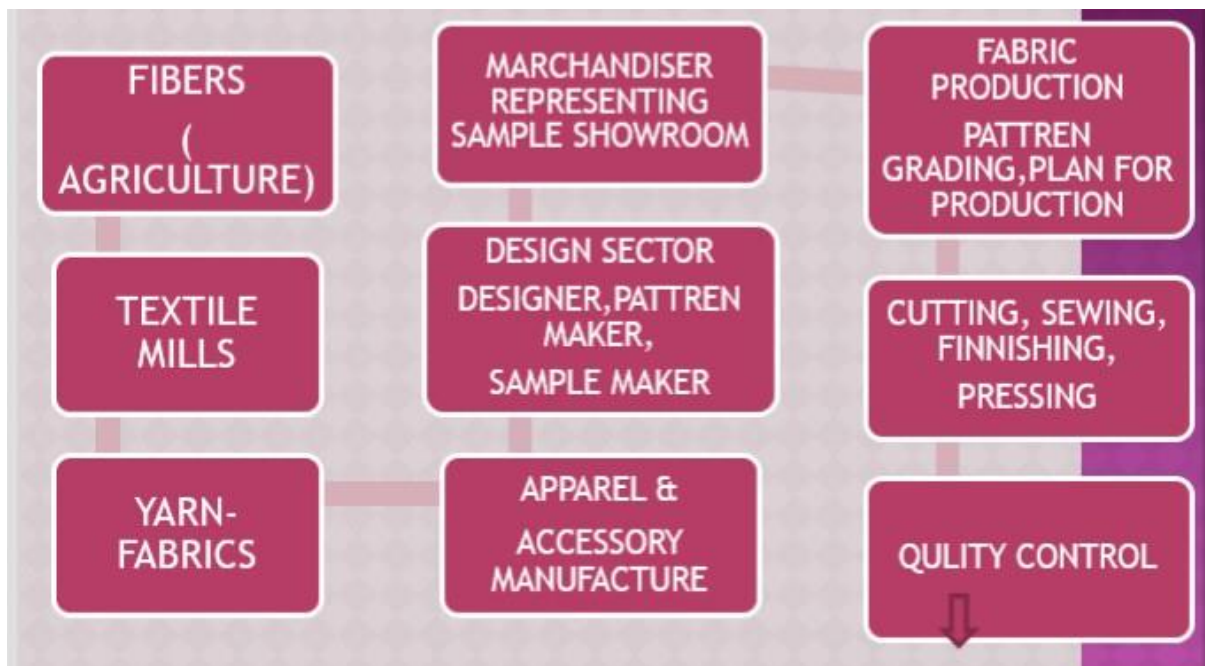 FIBERS
(
AGRICULTURE)
TEXTILE
MILLS
YARN-
FABRICS
APPAREL &
ACCESSORY
MANUFACTURE
DESIGN SECTOR
DESIGNER,PATTREN
MAKER,
SAMPLE MAKER
MARCHANDISER
REPRESENTING
SAMPLE SHOWROOM
FABRIC
PRODUCTION
PATTREN
GRADING,PLAN FOR
PRODUCTION
CUTTING, SEWING,
FINNISHING,
PRESSING
QULITY CONTROL